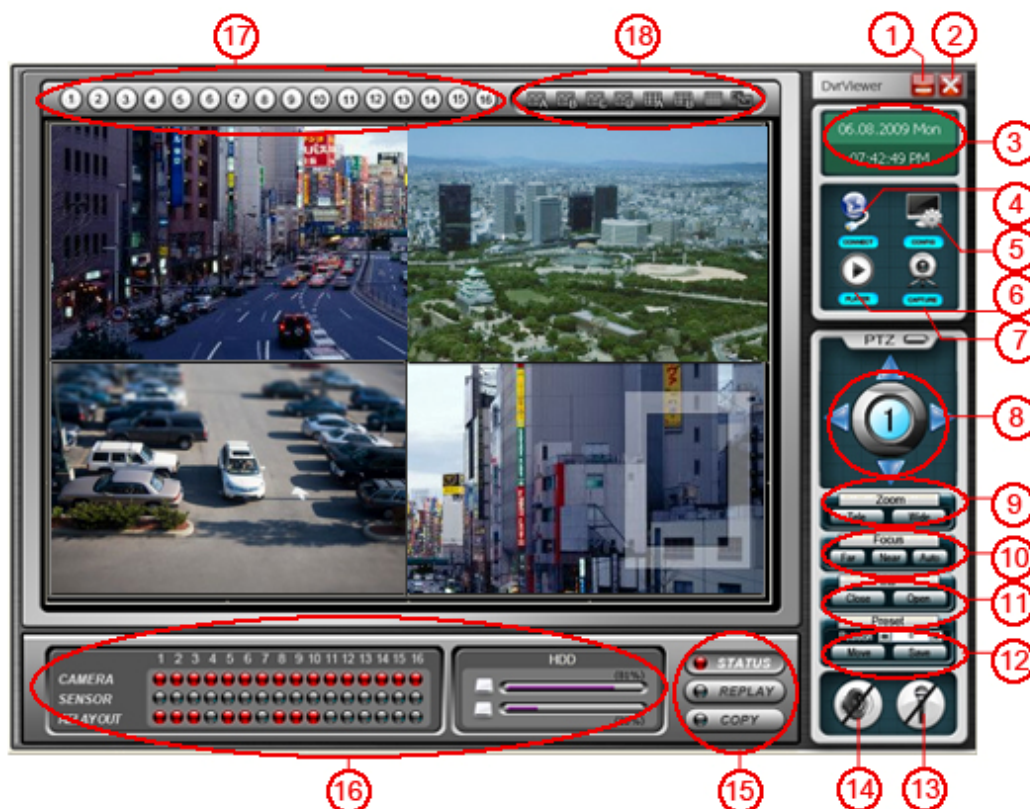 17 18 1 2
1 2 3 4 5 6 7 8 9 10 11 12 13 14 15 16
DvrViewer
06.08.2009 Mon
07:42:49 PM
3
4
CONNECT CONFIG
5
PLAYER CAPTURE
6
7
PTZ
1
8
Zoom
Tele Wide
9
Focus
Far Near Auto
10
Close Open
11
Preset
Move Save
12
1 2 3 4 5 6 7 8 9 10 11 12 13 14 15 16
CAMERA
SENSOR
RELAY OUT
HDD
(81%)
STATUS
REPLAY
COPY
16 15 14 13